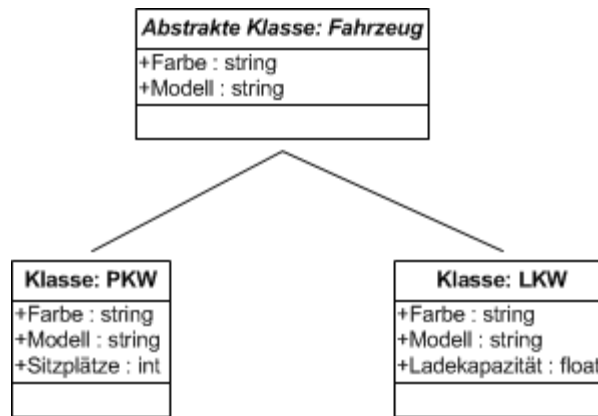 Abstrakte Klasse: Fahrzeug
+Farbe : string
+Modell : string
Klasse: PKW
+Farbe : string
+Modell : string
+Sitzplätze : int
Klasse: LKW
+Farbe : string
+Modell : string
+Ladekapazität : float